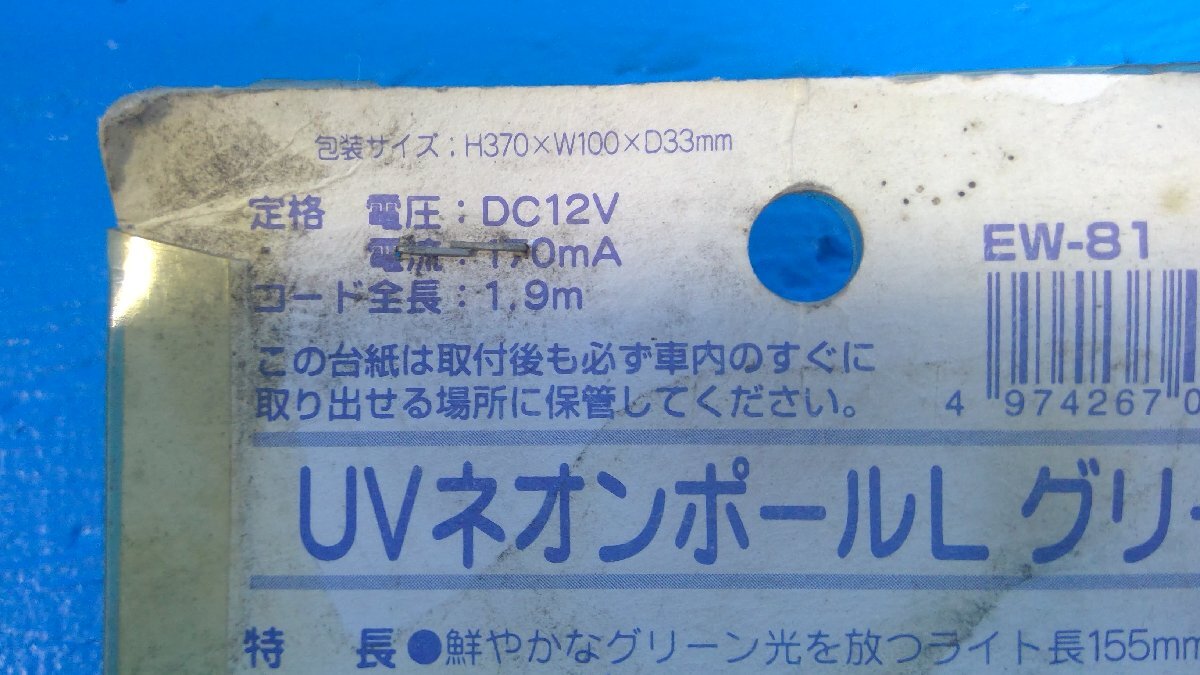 包装サイズ：H370×W100×D33mm
定格　電圧：DC12V
電流：170mA
コード全長：1.9m
この台紙は取付後も必ず車内のすぐに
取り出せる場所に保管してください。
EW-81
4 974267 0
UVネオンポールL グリ
特　長 ●鮮やかなグリーン光を放つライト長155mm